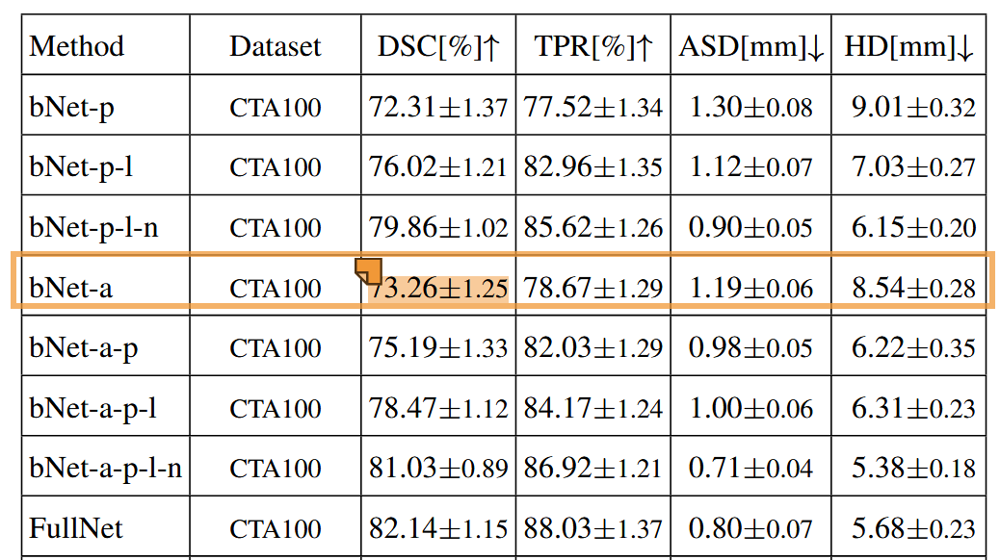 Method Dataset DSC[%]↑ TPR[%]↑ ASD[mm]↓ HD[mm]↓
bNet-p CTA100 72.31±1.37 77.52±1.34 1.30±0.08 9.01±0.32
bNet-p-l CTA100 76.02±1.21 82.96±1.35 1.12±0.07 7.03±0.27
bNet-p-l-n CTA100 79.86±1.02 85.62±1.26 0.90±0.05 6.15±0.20
bNet-a CTA100 73.26±1.25 78.67±1.29 1.19±0.06 8.54±0.28
bNet-a-p CTA100 75.19±1.33 82.03±1.29 0.98±0.05 6.22±0.35
bNet-a-p-l CTA100 78.47±1.12 84.17±1.24 1.00±0.06 6.31±0.23
bNet-a-p-l-n CTA100 81.03±0.89 86.92±1.21 0.71±0.04 5.38±0.18
FullNet CTA100 82.14±1.15 88.03±1.37 0.80±0.07 5.68±0.23